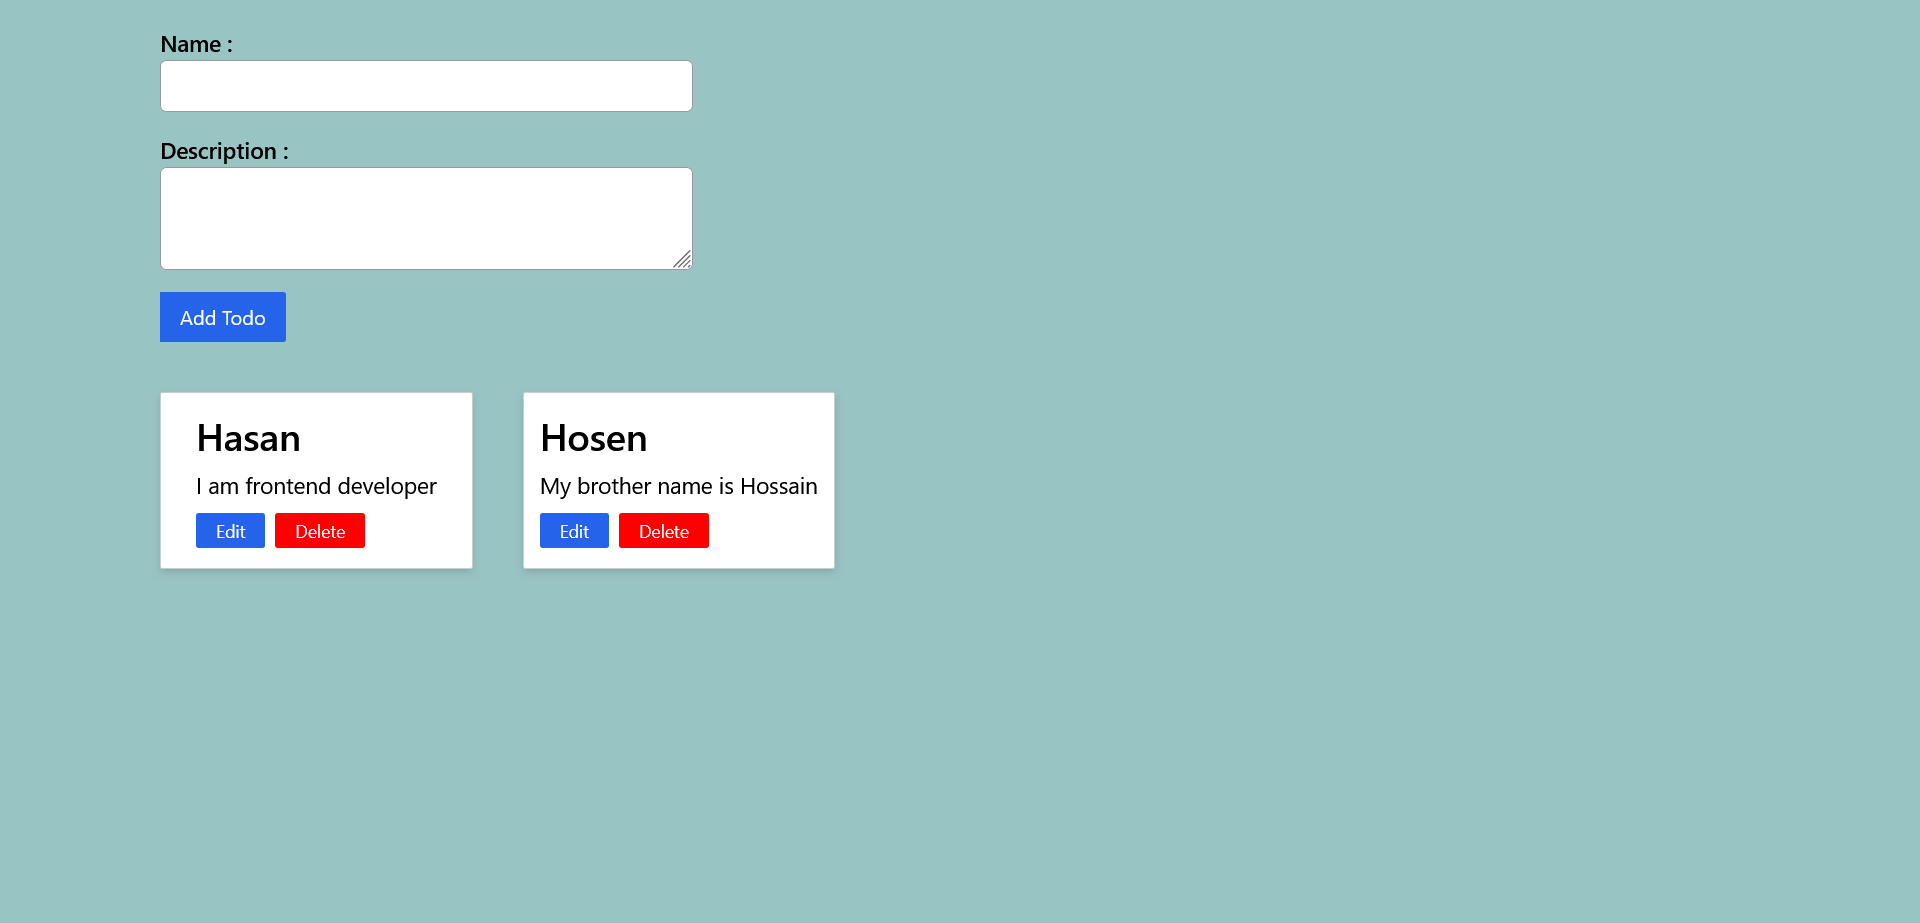 Name :
Description :
Add Todo
Hasan
I am frontend developer
Edit Delete
Hosen
My brother name is Hossain
Edit Delete